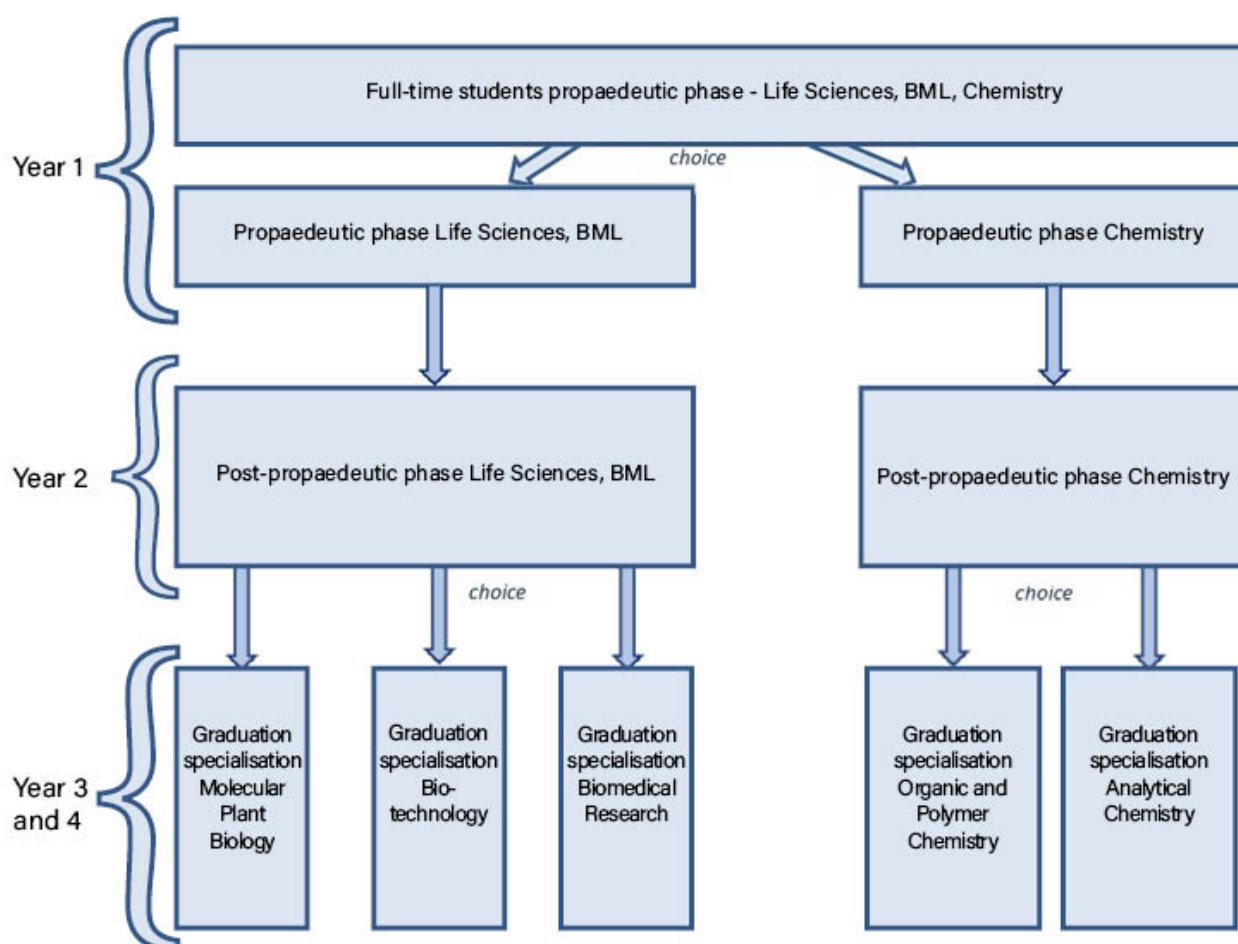 Full-time students propaedeutic phase - Life Sciences, BML, Chemistry
Year 1
choice
Propaedeutic phase Life Sciences, BML
Propaedeutic phase Chemistry
Year 2
Post-propaedeutic phase Life Sciences, BML
Post-propaedeutic phase Chemistry
choice
choice
Year 3
and 4
Graduation
specialisation
Molecular
Plant
Biology
Graduation
specialisation
Bio-
technology
Graduation
specialisation
Biomedical
Research
Graduation
specialisation
Organic and
Polymer
Chemistry
Graduation
specialisation
Analytical
Chemistry